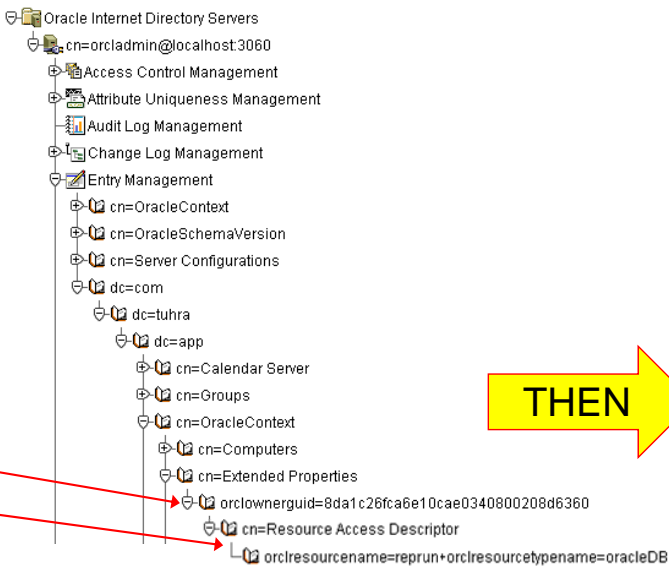 Oracle Internet Directory Servers
cn=orcladmin@localhost:3060
Access Control Management
Attribute Uniqueness Management
Audit Log Management
Change Log Management
Entry Management
cn=OracleContext
cn=OracleSchemaVersion
cn=Server Configurations
dc=com
dc=tuhra
dc=app
cn=Calendar Server
cn=Groups
THEN
cn=OracleContext
cn=Computers
cn=Extended Properties
orclownerguid=8da1c26fca6e10cae0340800208d6360
cn=Resource Access Descriptor
orclresourcename=reprun+orclresourcetypename=oracleDB